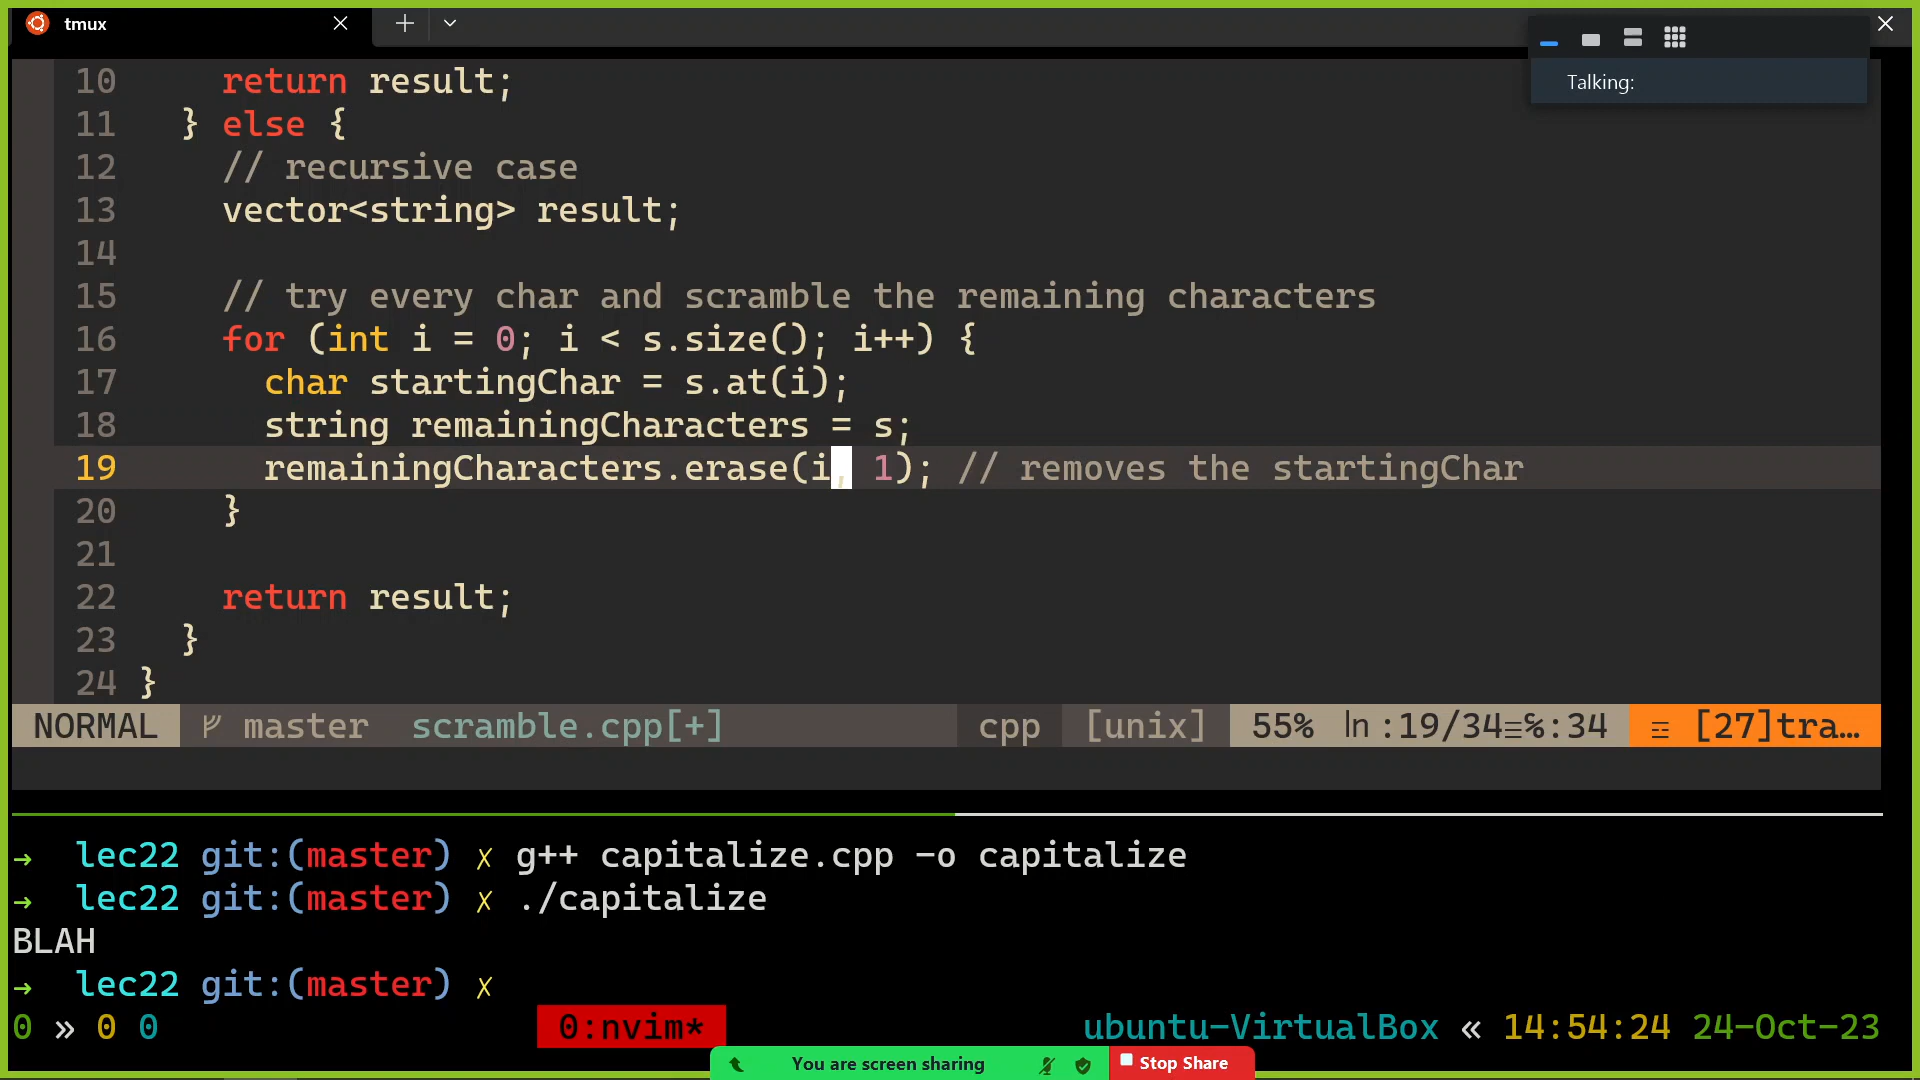 tmux
Talking:
10 return result;
11 } else {
12 // recursive case
13 vector<string> result;
14
15 // try every char and scramble the remaining characters
16 for (int i = 0; i < s.size(); i++) {
17 char startingChar = s.at(i);
18 string remainingCharacters = s;
19 remainingCharacters.erase(i, 1); // removes the startingChar
20 }
21
22 return result;
23 }
24 }
NORMAL master scramble.cpp[+] cpp [unix] 55% ln :19/34≡%:34 ☲ [27]tra…
→ lec22 git:(master) ✗ g++ capitalize.cpp -o capitalize
→ lec22 git:(master) ✗ ./capitalize
BLAH
→ lec22 git:(master) ✗
0 » 0 0 0:nvim* ubuntu-VirtualBox « 14:54:24 24-Oct-23
You are screen sharing Stop Share